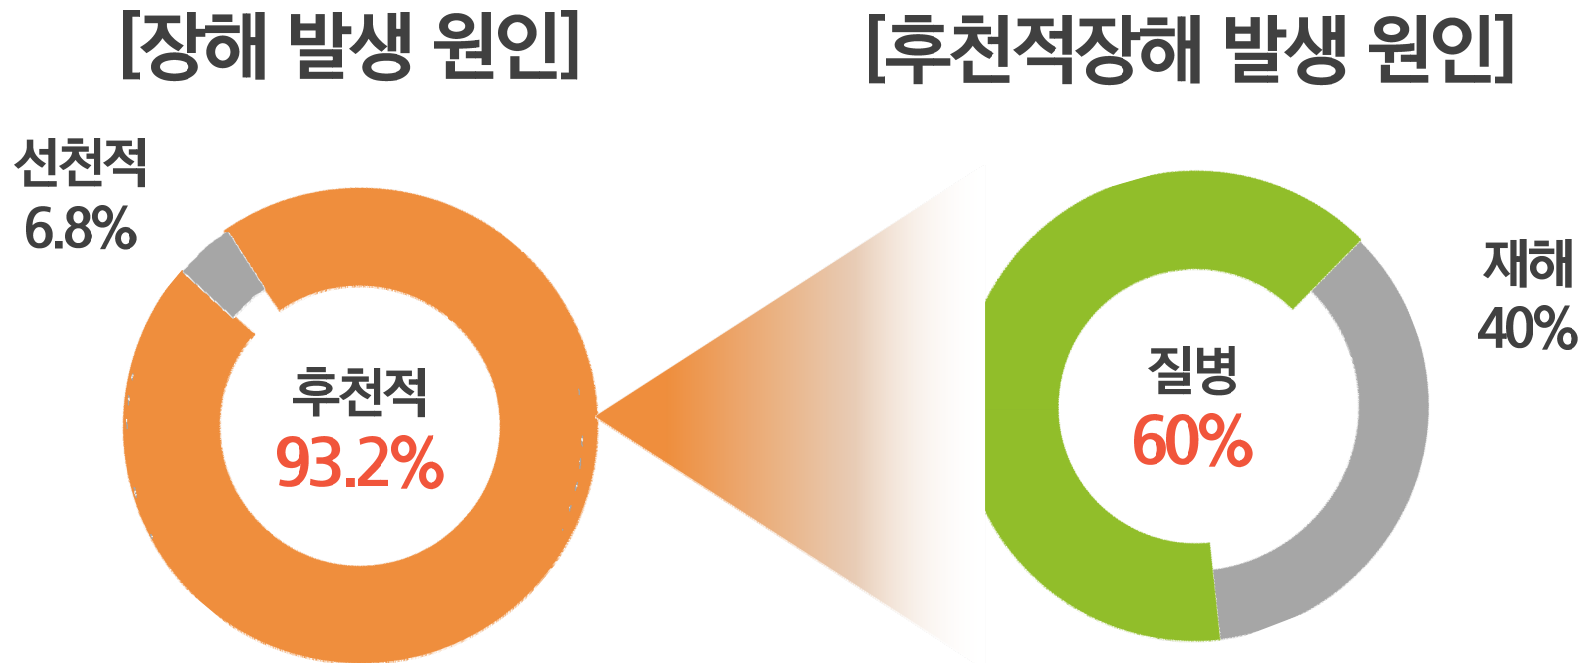 [장해 발생 원인]
선천적
6.8%
후천적
93.2%
[후천적장해 발생 원인]
재해
40%
질병
60%